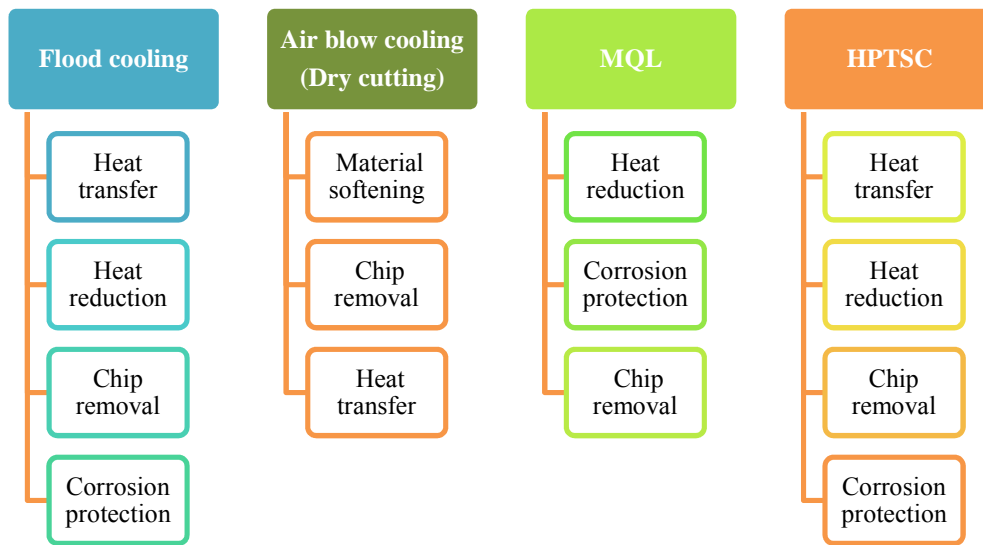 Flood cooling
Heat
transfer
Heat
reduction
Chip
removal
Corrosion
protection
Air blow cooling
(Dry cutting)
Material
softening
Chip
removal
Heat
transfer
MQL
Heat
reduction
Corrosion
protection
Chip
removal
HPTSC
Heat
transfer
Heat
reduction
Chip
removal
Corrosion
protection